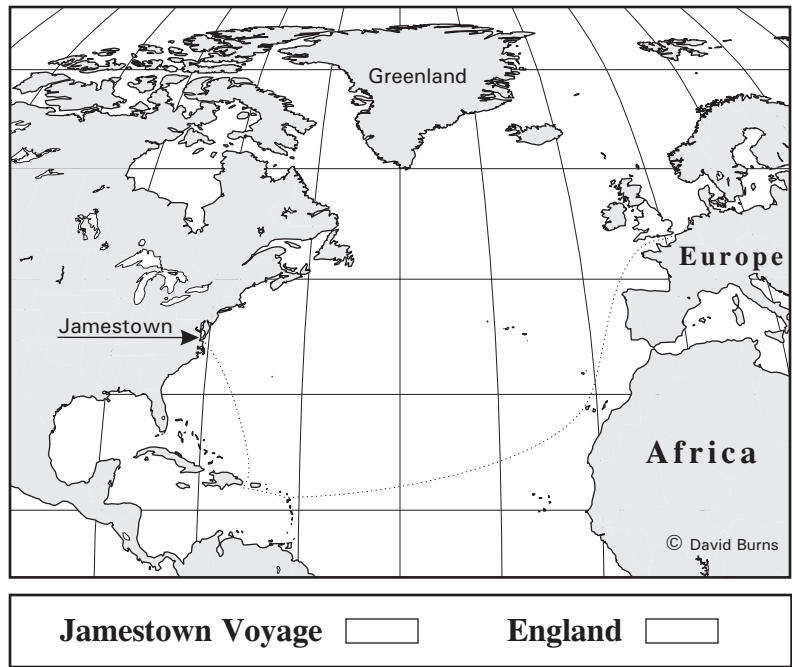 Greenland
Europe
Jamestown
Africa
© David Burns
Jamestown Voyage England